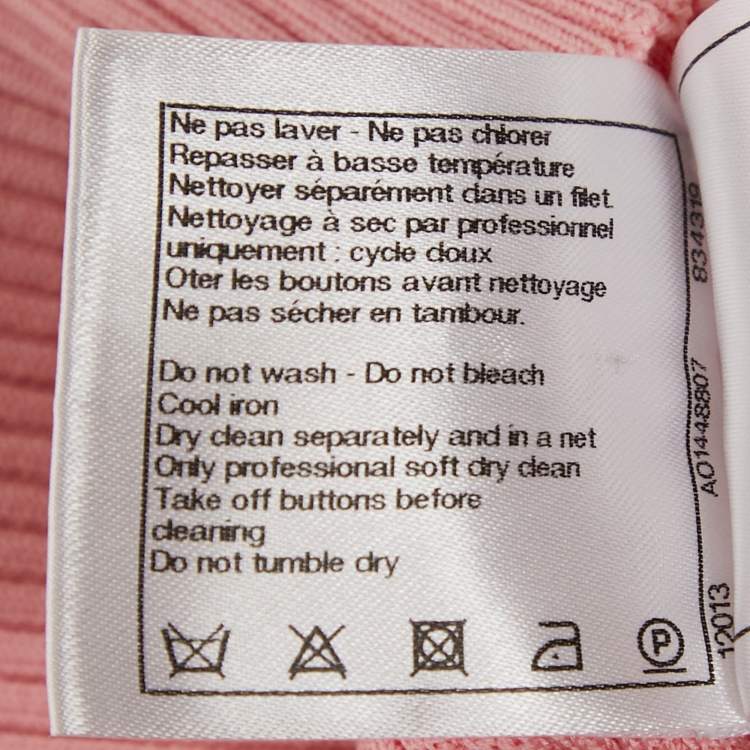 Ne pas laver - Ne pas chlorer
Repasser à basse température
Nettoyer séparément dans un filet.
Nettoyage à sec par professionnel
uniquement : cycle doux
Oter les boutons avant nettoyage
Ne pas sécher en tambour.
Do not wash - Do not bleach
Cool iron
Dry clean separately and in a net
Only professional soft dry clean
Take off buttons before
cleaning
Do not tumble dry
P
834319
AO1448807
12013